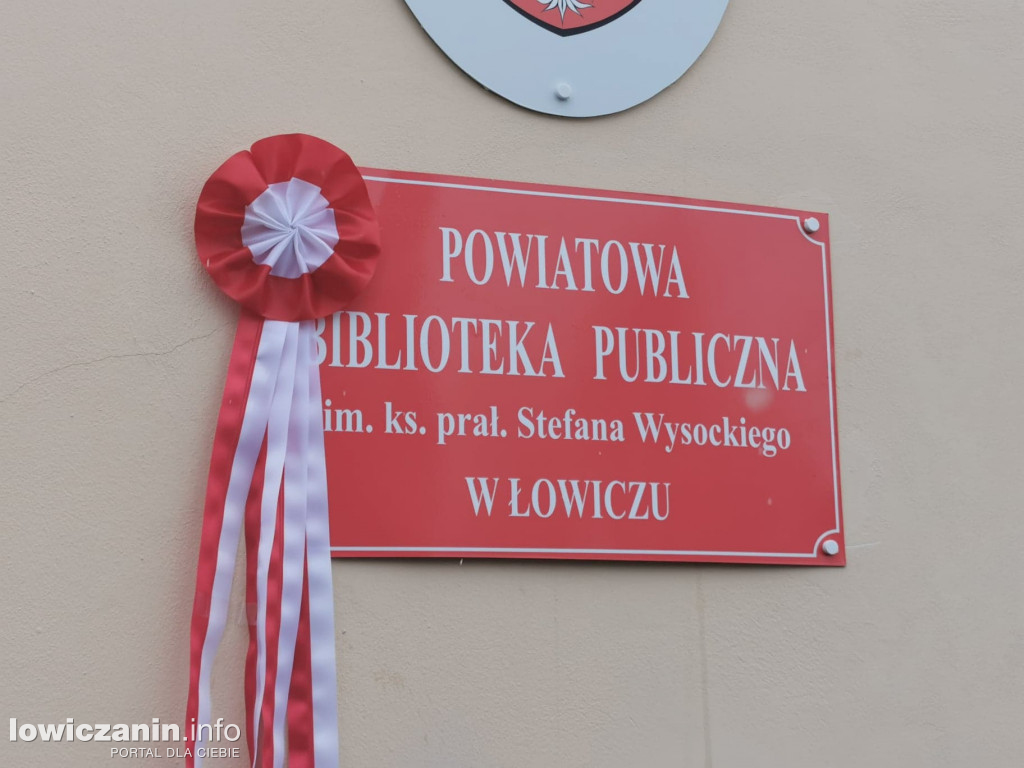 POWIATOWA
BIBLIOTEKA PUBLICZNA
im. ks. prał. Stefana Wysockiego
W ŁOWICZU
lowiczanin.info
PORTAL DLA CIEBIE